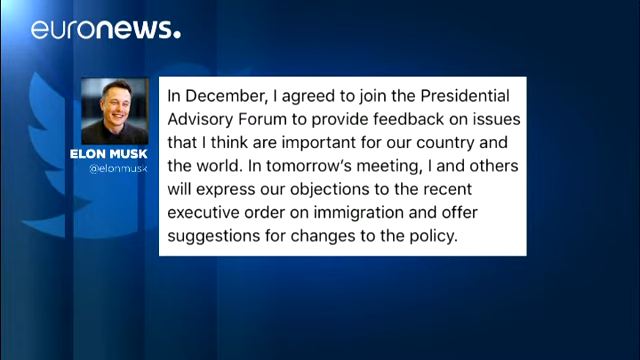 euronews.
ELON MUSK
@elonmusk
In December, I agreed to join the Presidential
Advisory Forum to provide feedback on issues
that I think are important for our country and
the world. In tomorrow's meeting, I and others
will express our objections to the recent
executive order on immigration and offer
suggestions for changes to the policy.